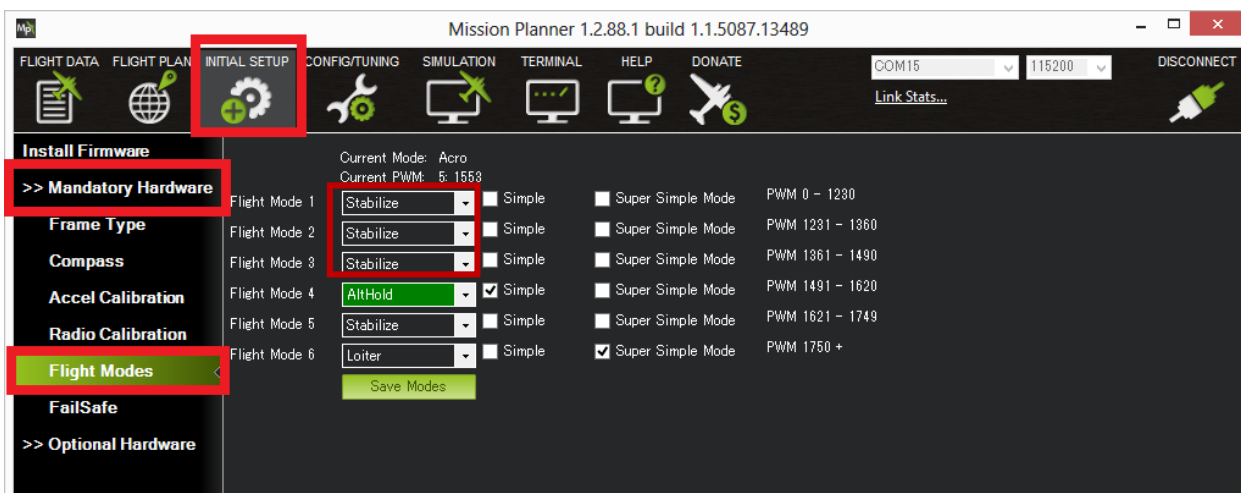 Mp
Mission Planner 1.2.88.1 build 1.1.5087.13489
FLIGHT DATA FLIGHT PLAN INITIAL SETUP CONFIG/TUNING SIMULATION TERMINAL HELP DONATE COM15 115200 DISCONNECT
Link Stats...
Install Firmware
>> Mandatory Hardware
Frame Type
Compass
Accel Calibration
Radio Calibration
Flight Modes
FailSafe
>> Optional Hardware
Current Mode: Acro
Current PWM: 5: 1553
Flight Mode 1 Stabilize Simple Super Simple Mode PWM 0 - 1230
Flight Mode 2 Stabilize Simple Super Simple Mode PWM 1231 - 1360
Flight Mode 3 Stabilize Simple Super Simple Mode PWM 1361 - 1490
Flight Mode 4 AltHold Simple Super Simple Mode PWM 1491 - 1620
Flight Mode 5 Stabilize Simple Super Simple Mode PWM 1621 - 1749
Flight Mode 6 Loiter Simple Super Simple Mode PWM 1750 +
Save Modes